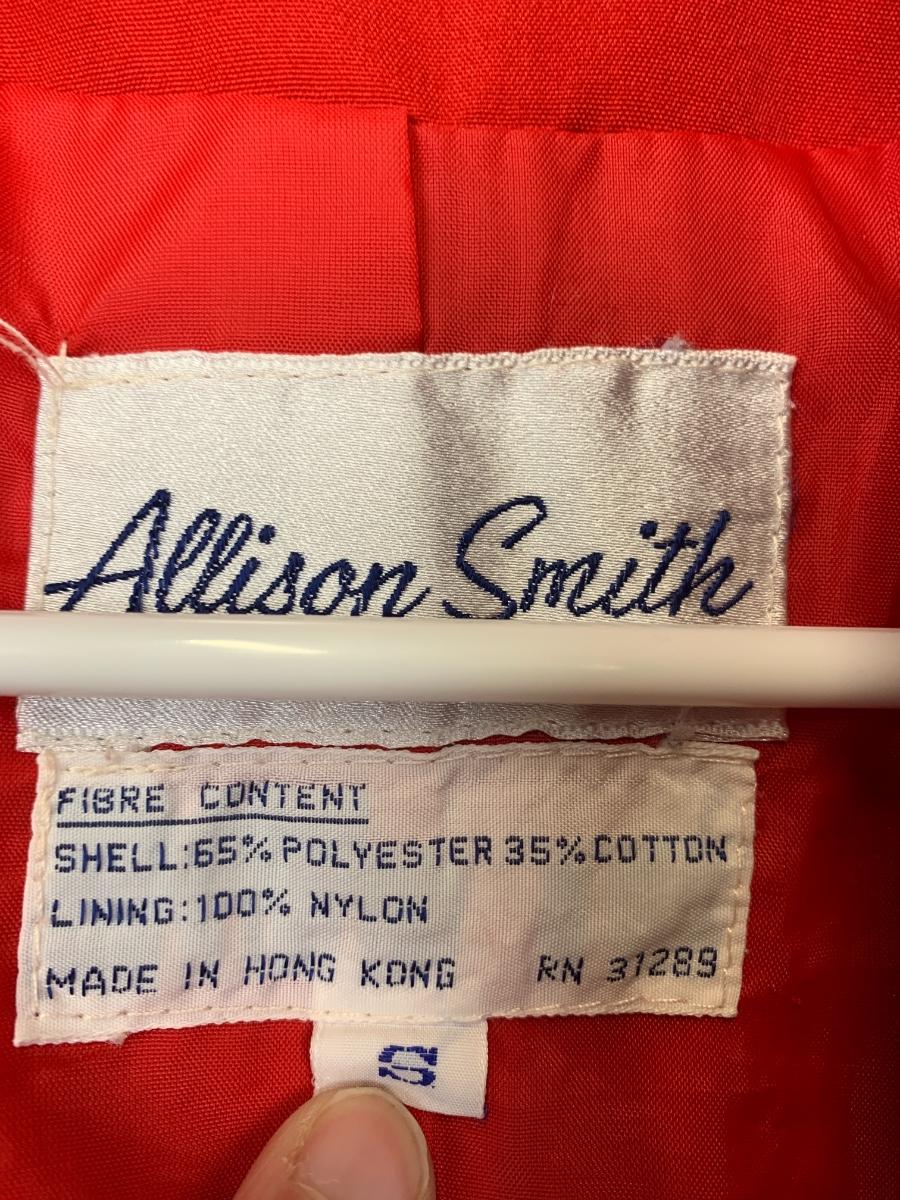 Allison Smith
FIBRE CONTENT
SHELL:65% POLYESTER 35% COTTON
LINING:100% NYLON
MADE IN HONG KONG RN 31289
S